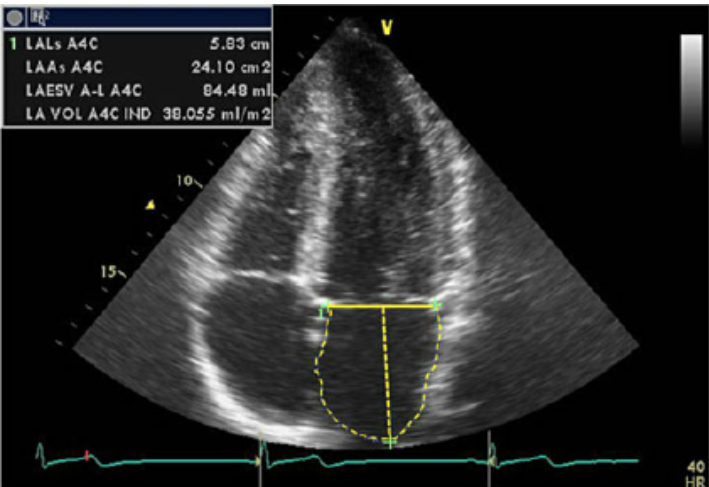 1 LALs A4C 5.83 cm
LAAs A4C 24.10 cm2
LAESV A-L A4C 84.48 ml
LA VOL A4C IND 38.055 ml/m2
V
10
15
1
40
HR